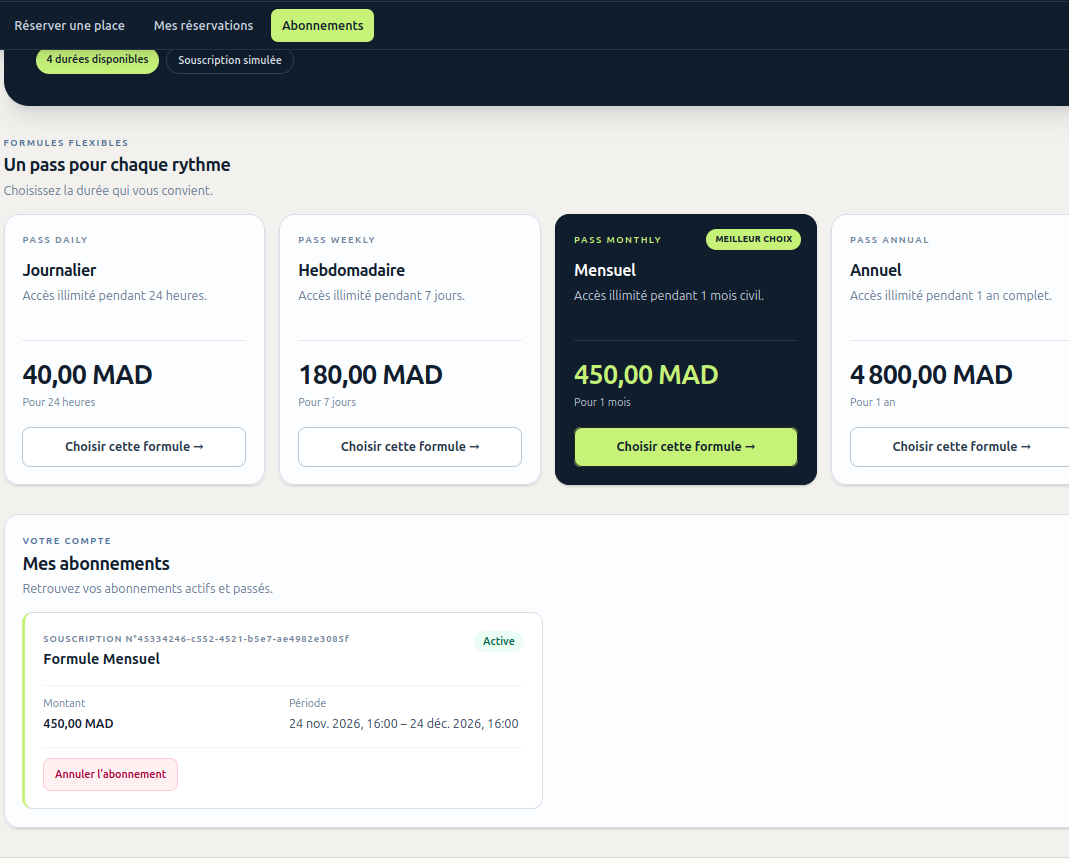 Réserver une place
Mes réservations
Abonnements
4 durées disponibles
Souscription simulée
FORMULES FLEXIBLES
Un pass pour chaque rythme
Choisissez la durée qui vous convient.
PASS DAILY
Journalier
Accès illimité pendant 24 heures.
40,00 MAD
Pour 24 heures
Choisir cette formule →
PASS WEEKLY
Hebdomadaire
Accès illimité pendant 7 jours.
180,00 MAD
Pour 7 jours
Choisir cette formule →
PASS MONTHLY
MEILLEUR CHOIX
Mensuel
Accès illimité pendant 1 mois civil.
450,00 MAD
Pour 1 mois
Choisir cette formule →
PASS ANNUAL
Annuel
Accès illimité pendant 1 an complet.
4 800,00 MAD
Pour 1 an
Choisir cette formule →
VOTRE COMPTE
Mes abonnements
Retrouvez vos abonnements actifs et passés.
SOUSCRIPTION N°45334246-c552-4521-b5e7-ae4982e3085f
Active
Formule Mensuel
Montant
450,00 MAD
Période
24 nov. 2026, 16:00 – 24 déc. 2026, 16:00
Annuler l’abonnement